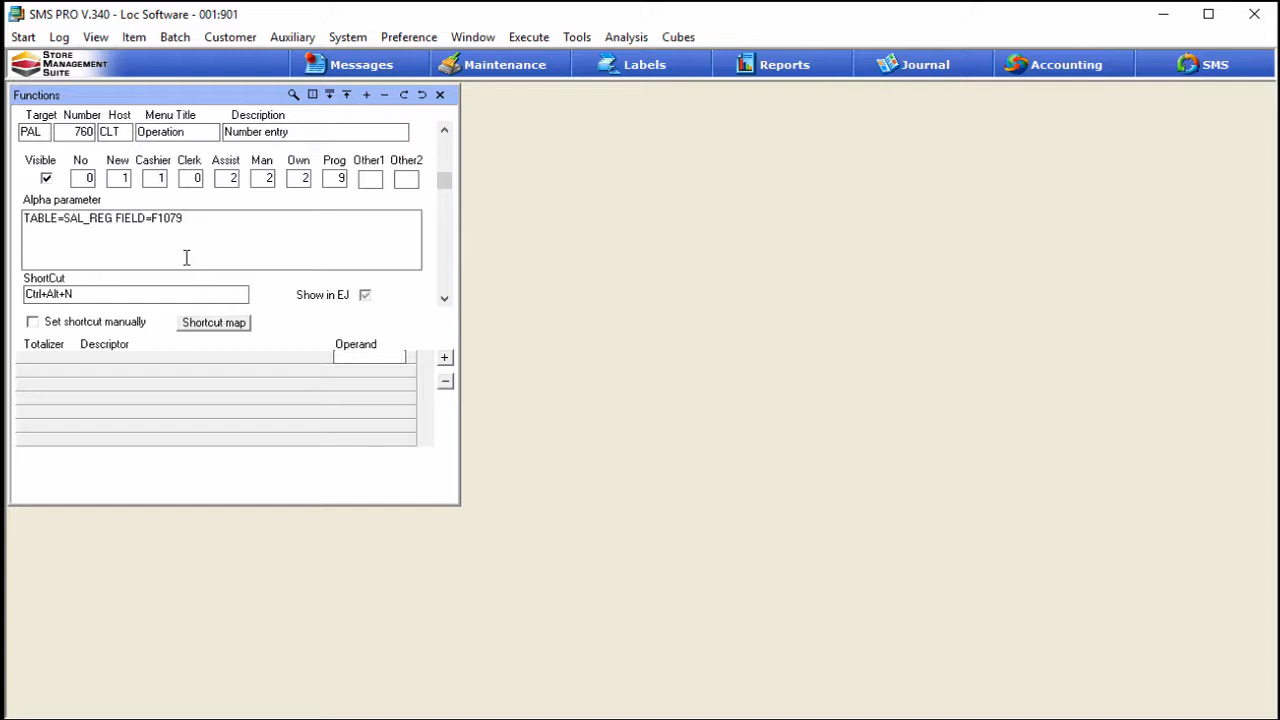 SMS PRO V.340 - Loc Software - 001:901
Start Log View Item Batch Customer Auxiliary System Preference Window Execute Tools Analysis Cubes
STORE
MANAGEMENT
SUITE
Messages Maintenance Labels Reports Journal Accounting SMS
Functions
Target Number Host Menu Title Description
PAL 760 CLT Operation Number entry
Visible No New Cashier Clerk Assist Man Own Prog Other1 Other2
0 1 1 0 2 2 2 9
Alpha parameter
TABLE=SAL_REG FIELD=F1079
ShortCut
Ctrl+Alt+N Show in EJ
Set shortcut manually Shortcut map
Totalizer Descriptor Operand